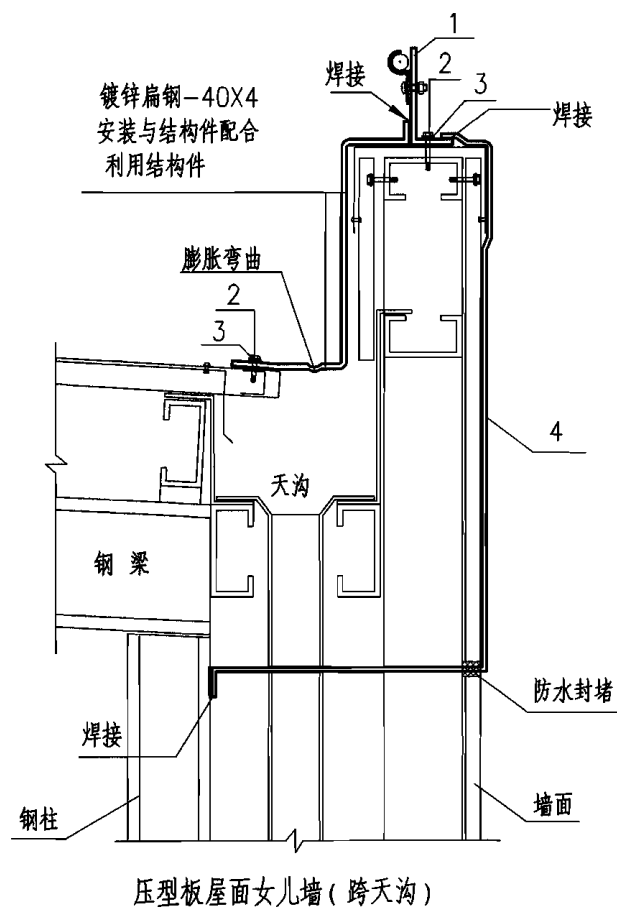 1
焊接
2
3
焊接
镀锌扁钢-40X4
安装与结构件配合
利用结构件
膨胀弯曲
2
3
4
天沟
钢 梁
防水封堵
焊接
钢柱
墙面
压型板屋面女儿墙(跨天沟)